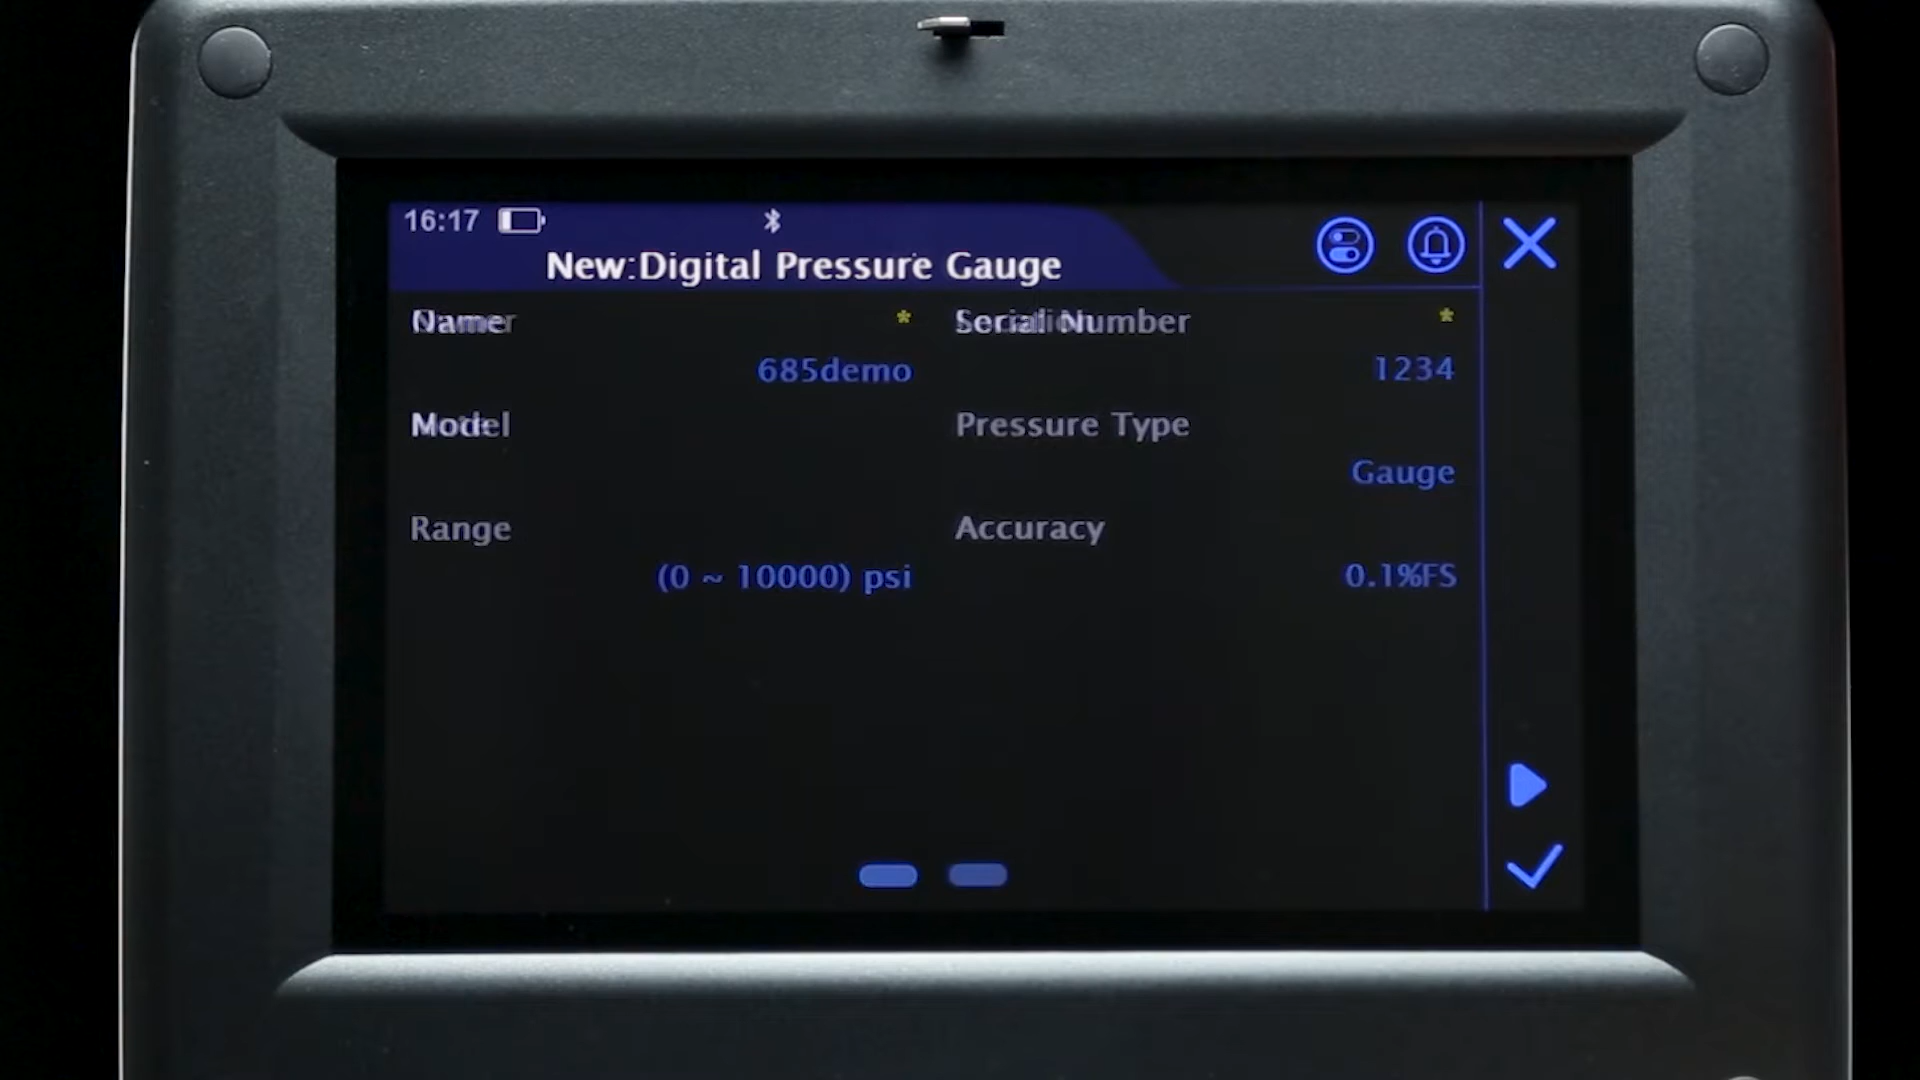 16:17
New:Digital Pressure Gauge
Name *
Serial Number *
685demo
1234
Model
Pressure Type
Gauge
Range
Accuracy
(0 ~ 10000) psi
0.1%FS